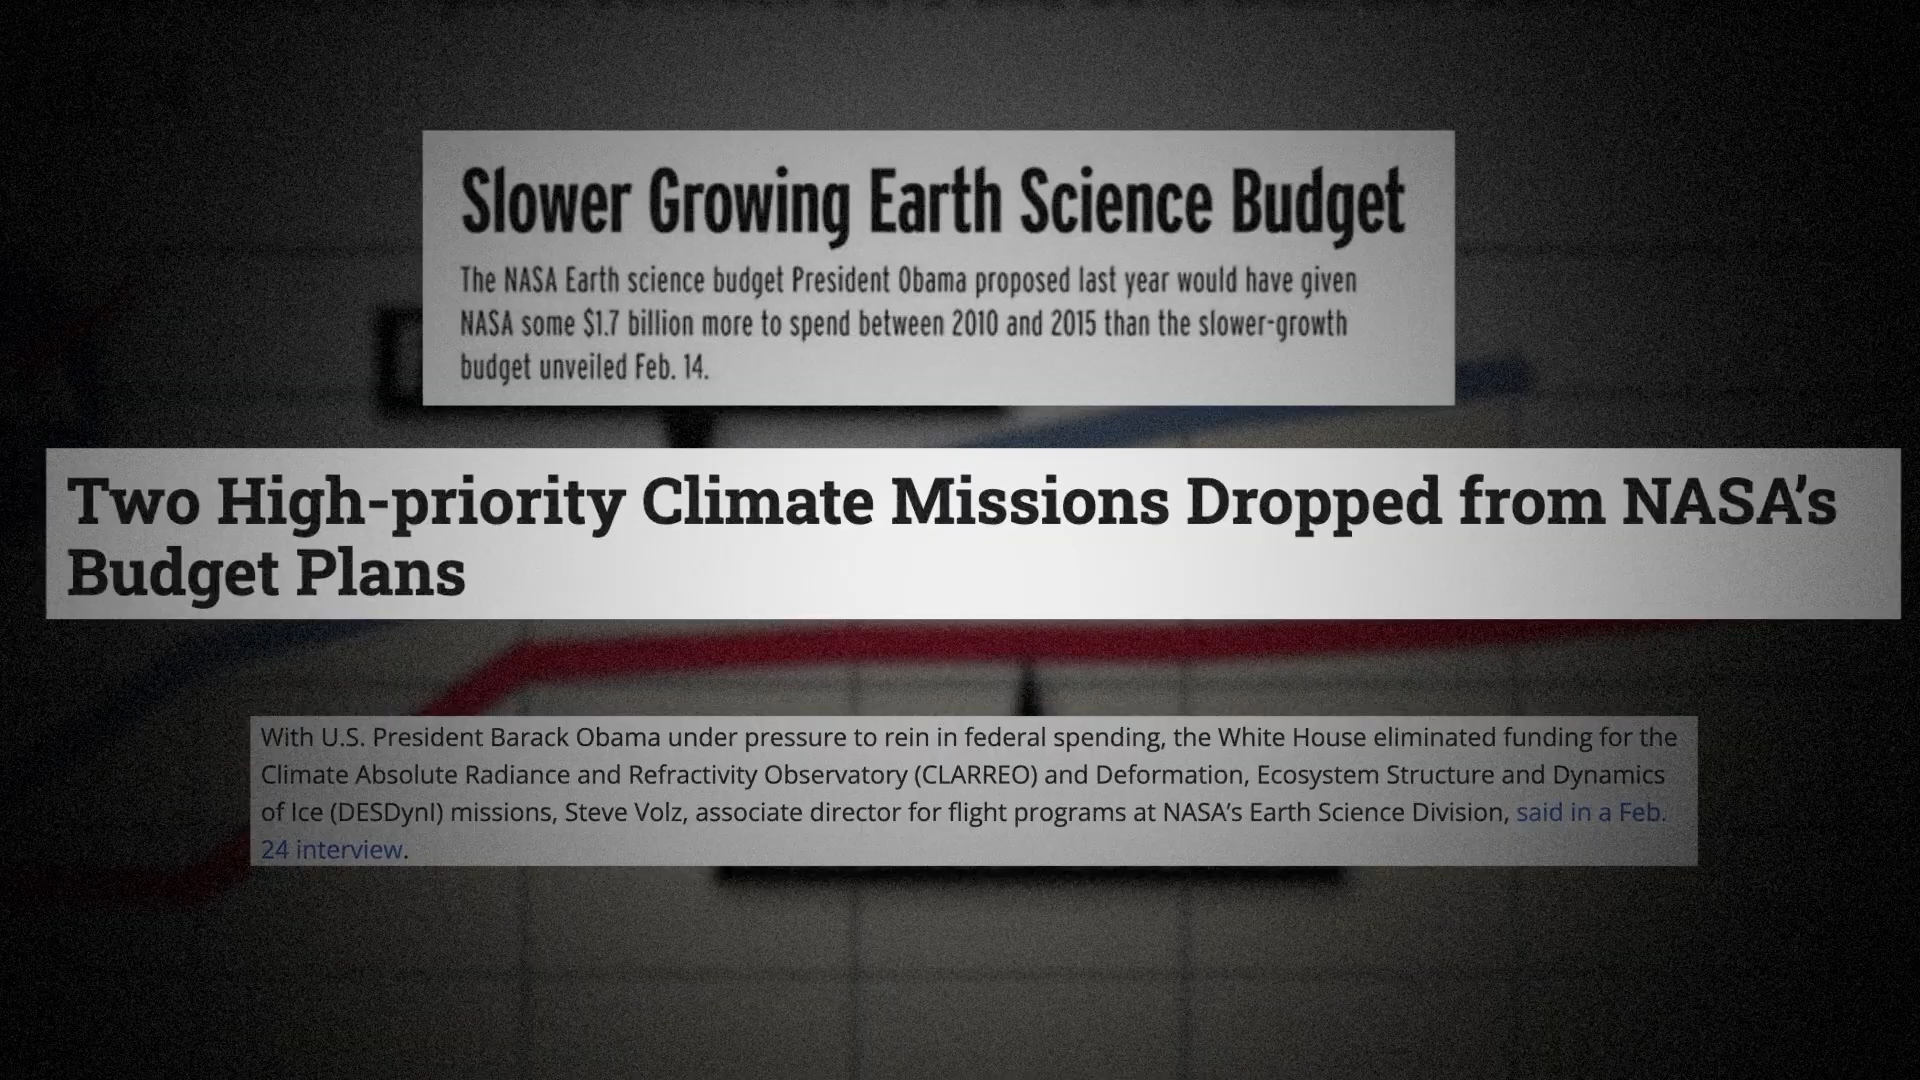 Slower Growing Earth Science Budget
The NASA Earth science budget President Obama proposed last year would have given
NASA some $1.7 billion more to spend between 2010 and 2015 than the slower-growth
budget unveiled Feb. 14.
Two High-priority Climate Missions Dropped from NASA’s
Budget Plans
With U.S. President Barack Obama under pressure to rein in federal spending, the White House eliminated funding for the
Climate Absolute Radiance and Refractivity Observatory (CLARREO) and Deformation, Ecosystem Structure and Dynamics
of Ice (DESDynI) missions, Steve Volz, associate director for flight programs at NASA’s Earth Science Division, said in a Feb.
24 interview.